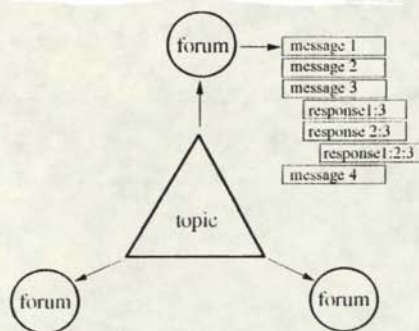 forum
message 1
message 2
message 3
response1:3
response 2:3
response1:2:3
message 4
topic
forum
forum